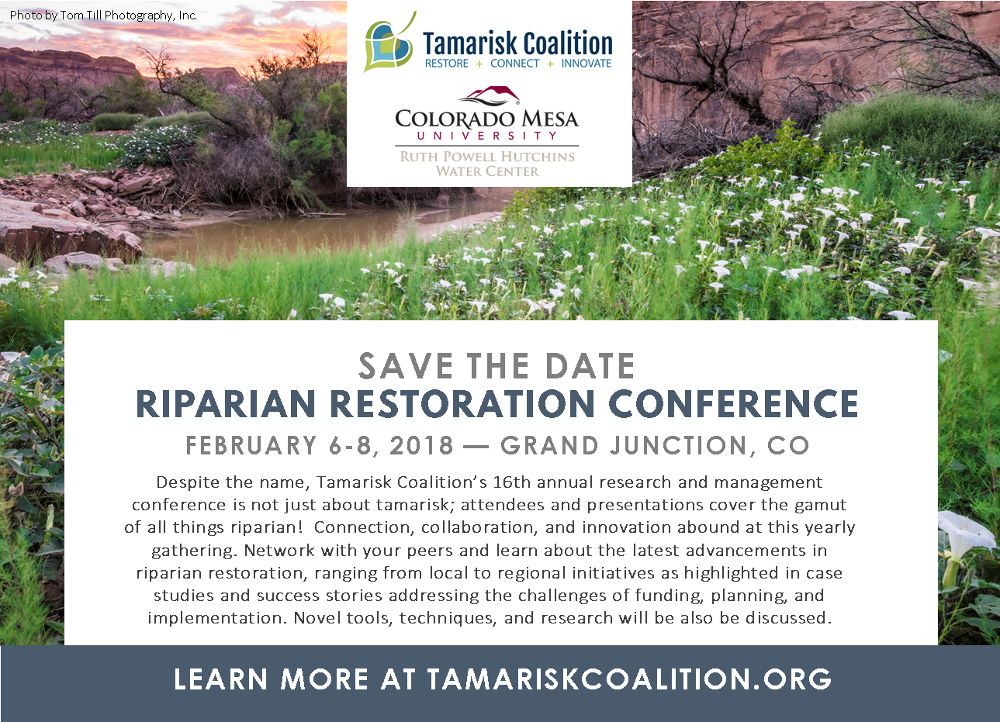 Photo by Tom Till Photography, Inc.
Tamarisk Coalition
RESTORE + CONNECT + INNOVATE
®
COLORADO MESA
UNIVERSITY
RUTH POWELL HUTCHINS
WATER CENTER
SAVE THE DATE
RIPARIAN RESTORATION CONFERENCE
FEBRUARY 6-8, 2018 — GRAND JUNCTION, CO
Despite the name, Tamarisk Coalition’s 16th annual research and management
conference is not just about tamarisk; attendees and presentations cover the gamut
of all things riparian!  Connection, collaboration, and innovation abound at this yearly
gathering. Network with your peers and learn about the latest advancements in
riparian restoration, ranging from local to regional initiatives as highlighted in case
studies and success stories addressing the challenges of funding, planning, and
implementation. Novel tools, techniques, and research will be also be discussed.
LEARN MORE AT TAMARISKCOALITION.ORG